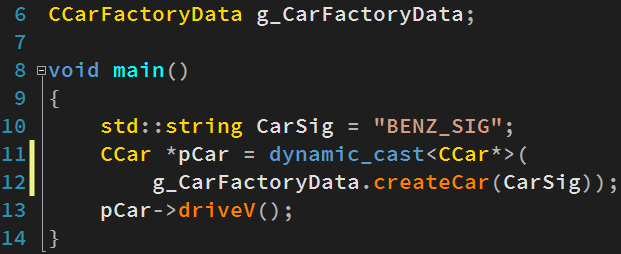 6 CCarFactoryData g_CarFactoryData;
7
8 void main()
9 {
10     std::string CarSig = "BENZ_SIG";
11     CCar *pCar = dynamic_cast<CCar*>(
12         g_CarFactoryData.createCar(CarSig));
13     pCar->driveV();
14 }